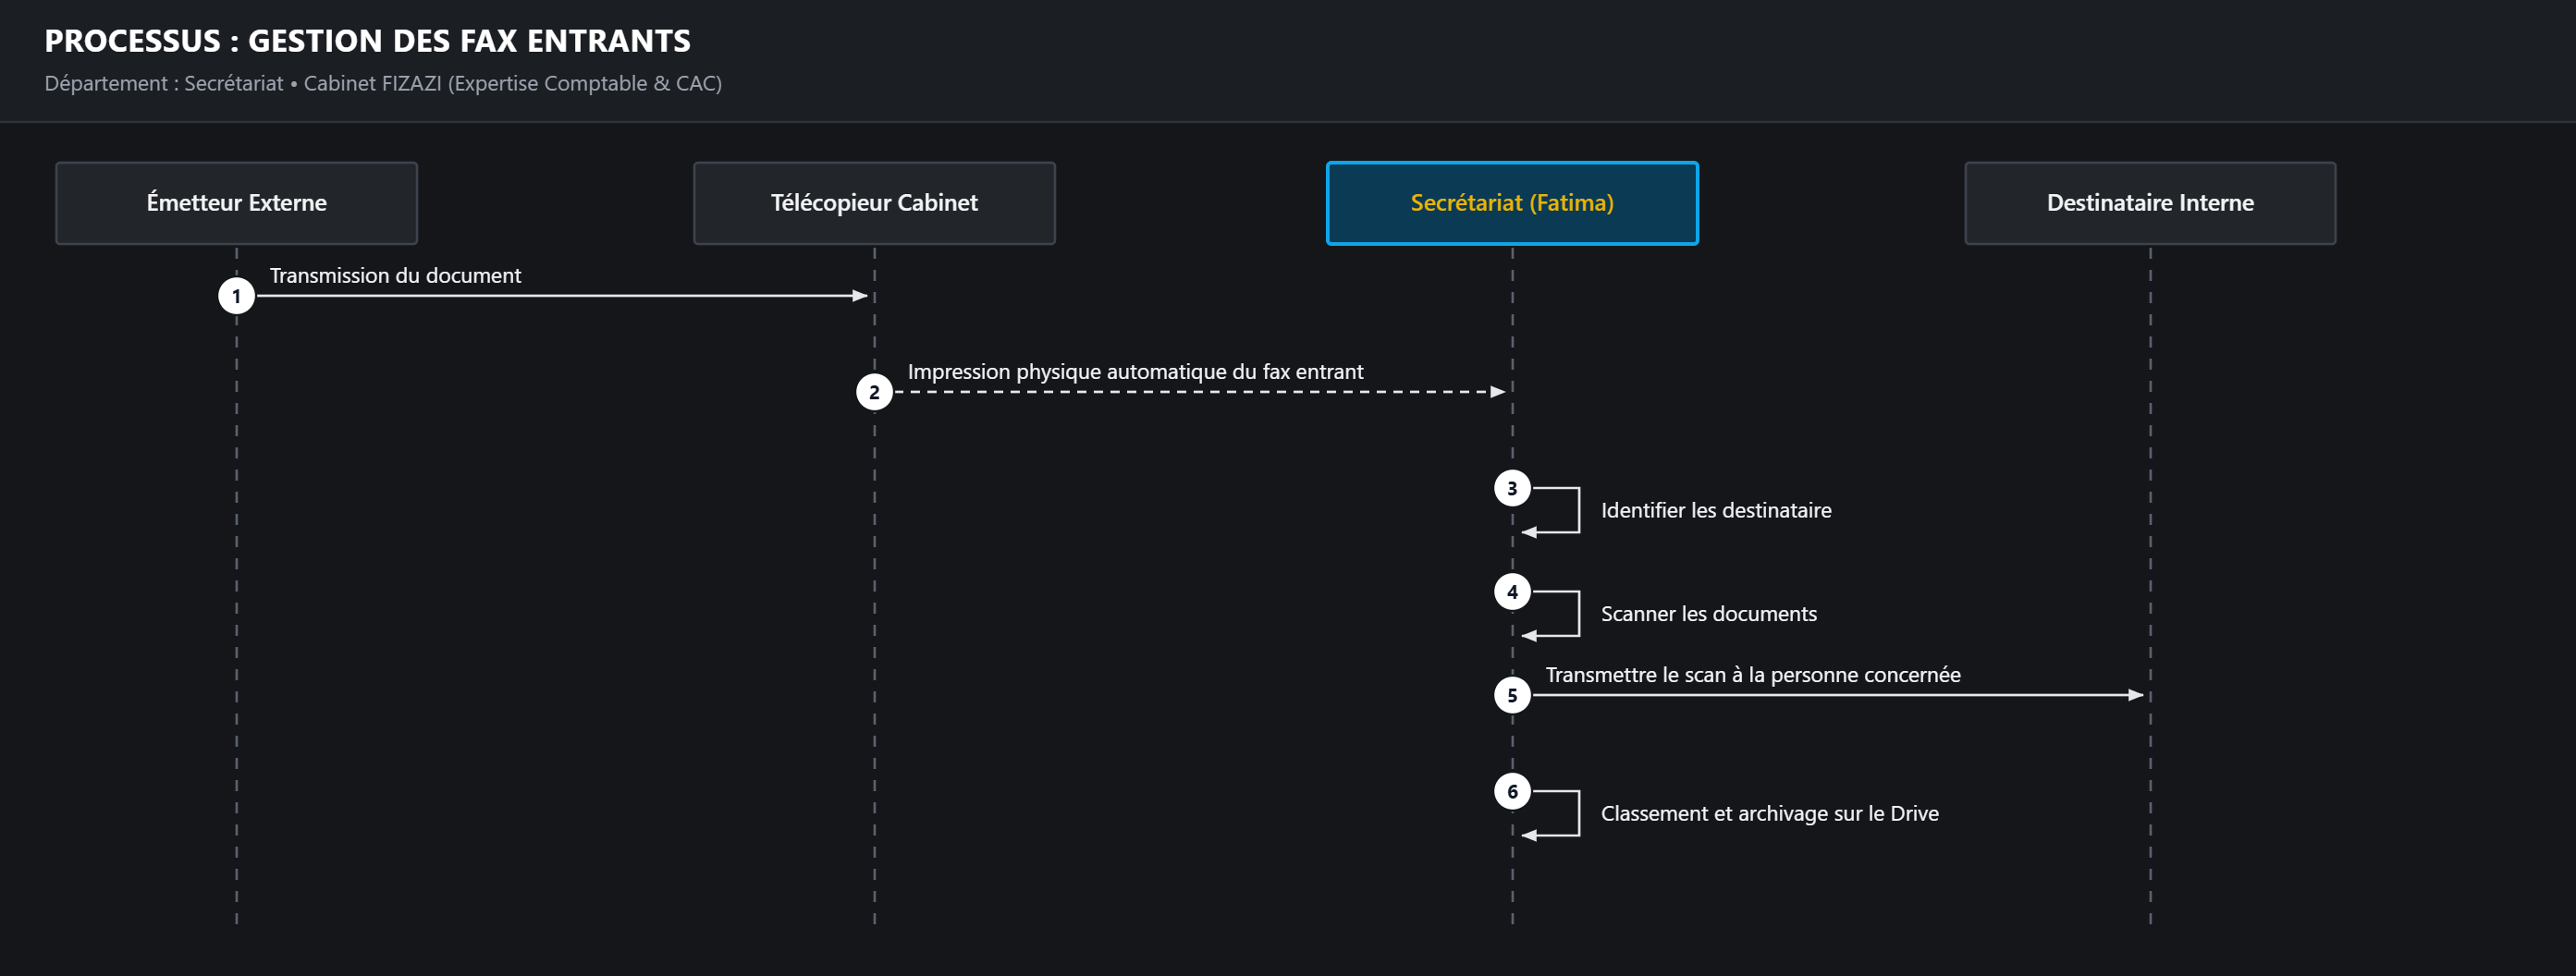 PROCESSUS : GESTION DES FAX ENTRANTS
Département : Secrétariat • Cabinet FIZAZI (Expertise Comptable & CAC)
Émetteur Externe
Télécopieur Cabinet
Secrétariat (Fatima)
Destinataire Interne
Transmission du document
1
Impression physique automatique du fax entrant
2
3
Identifier les destinataire
4
Scanner les documents
Transmettre le scan à la personne concernée
5
6
Classement et archivage sur le Drive